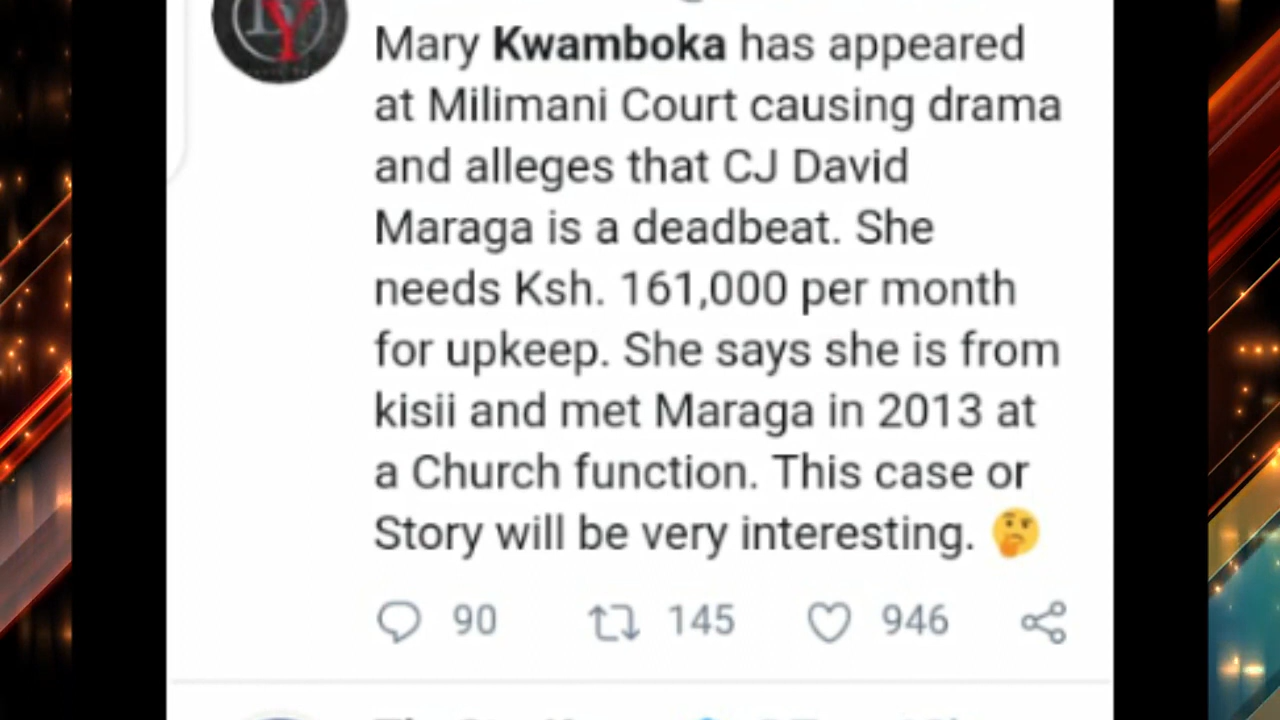 Mary Kwamboka has appeared
at Milimani Court causing drama
and alleges that CJ David
Maraga is a deadbeat. She
needs Ksh. 161,000 per month
for upkeep. She says she is from
kisii and met Maraga in 2013 at
a Church function. This case or
Story will be very interesting. 🤔
90 145 946